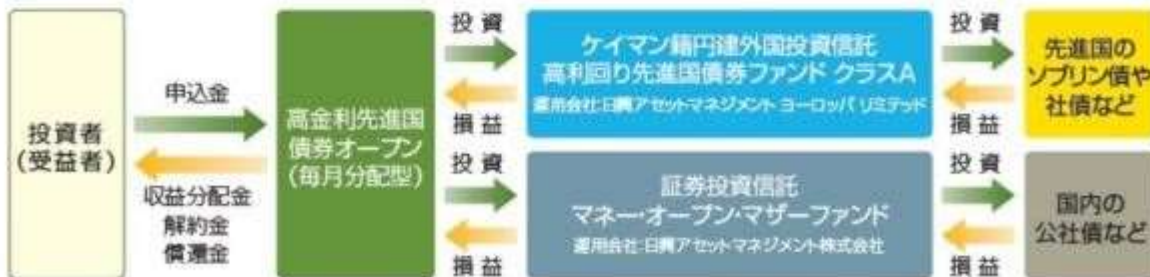 投資者
(受益者)
申込金
収益分配金
解約金
償還金
高金利先進国
債券オープン
(毎月分配型)
投資
損益
投資
損益
ケイマン籍円建外国投資信託
高利回り先進国債券ファンド クラスA
運用会社:日興アセットマネジメント ヨーロッパ リミテッド
証券投資信託
マネー・オープン・マザーファンド
運用会社:日興アセットマネジメント株式会社
投資
損益
投資
損益
先進国の
ソブリン債や
社債など
国内の
公社債など